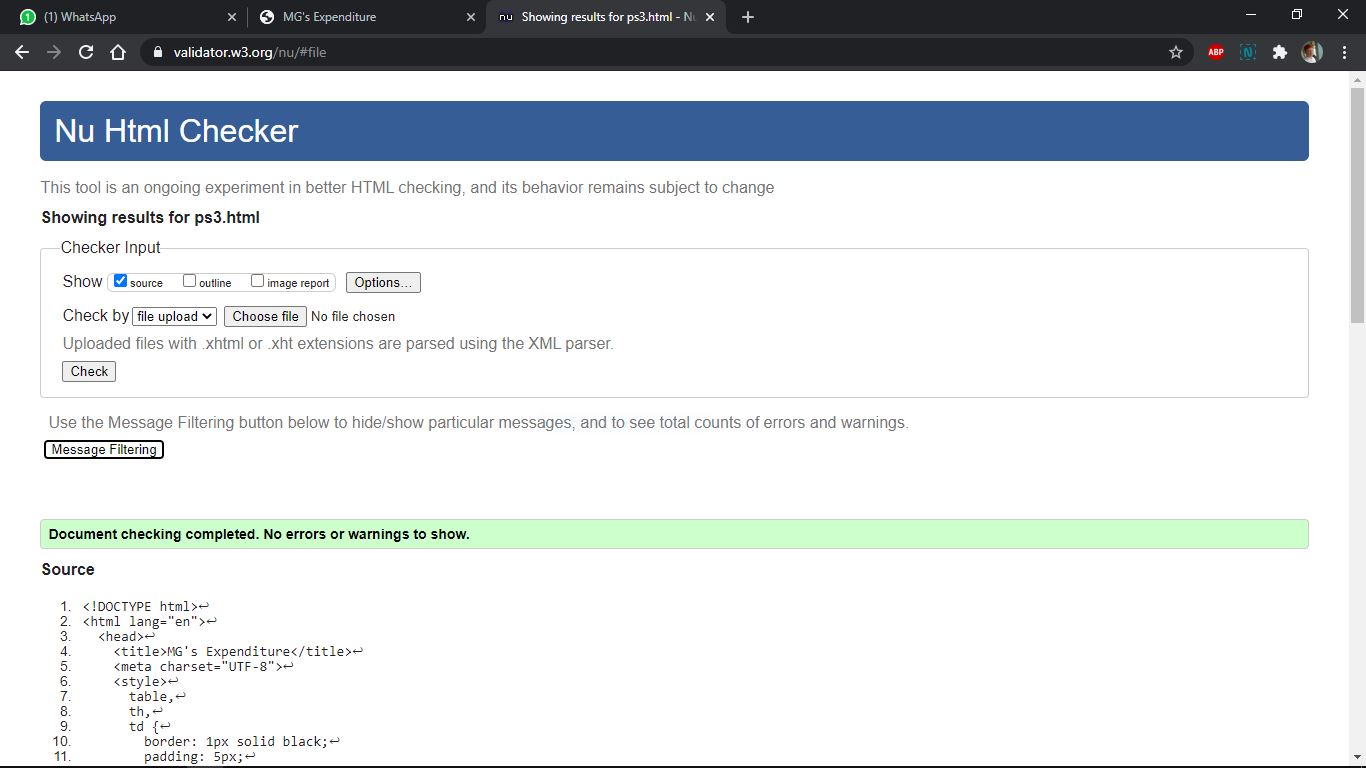 (1) WhatsApp
MG's Expenditure
Showing results for ps3.html - Nu
validator.w3.org/nu/#file
ABP
Nu Html Checker
This tool is an ongoing experiment in better HTML checking, and its behavior remains subject to change
Showing results for ps3.html
Checker Input
Show source outline image report Options...
Check by file upload Choose file No file chosen
Uploaded files with .xhtml or .xht extensions are parsed using the XML parser.
Check
Use the Message Filtering button below to hide/show particular messages, and to see total counts of errors and warnings.
Message Filtering
Document checking completed. No errors or warnings to show.
Source
1. <!DOCTYPE html>↩
2. <html lang="en">↩
3. <head>↩
4. <title>MG's Expenditure</title>↩
5. <meta charset="UTF-8">↩
6. <style>↩
7. table,↩
8. th,↩
9. td {↩
10. border: 1px solid black;↩
11. padding: 5px;↩